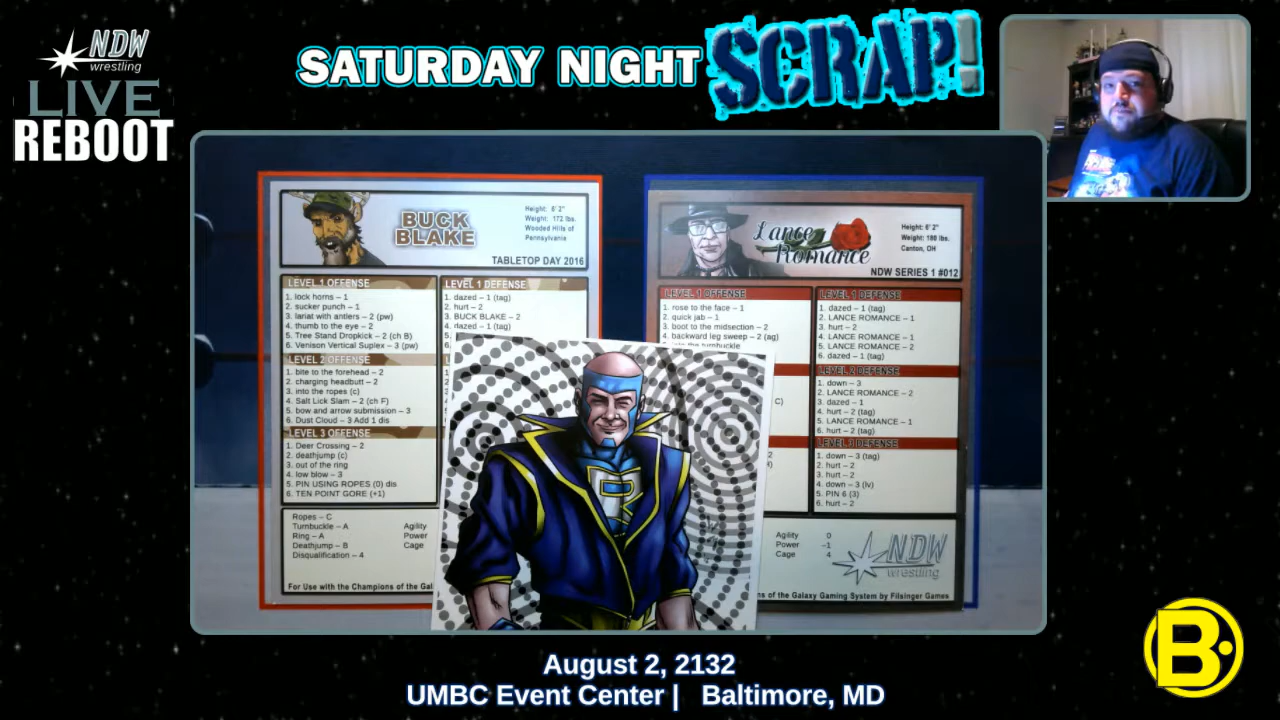 NDW
wrestling
LIVE
REBOOT
SATURDAY NIGHT SCRAP!
BUCK
BLAKE
Height: 6' 2"
Weight: 172 lbs.
Wooded Hills of
Pennsylvania
TABLETOP DAY 2016
LEVEL 1 OFFENSE
1. lock horns – 1
2. sucker punch – 1
3. lariat with antlers – 2 (pw)
4. thumb to the eye – 2
5. Tree Stand Dropkick – 2 (ch B)
6. Venison Vertical Suplex – 3 (pw)
LEVEL 1 DEFENSE
1. dazed – 1 (tag)
2. hurt – 2
3. BUCK BLAKE – 2
4. dazed – 1 (tag)
LEVEL 2 OFFENSE
1. bite to the forehead – 2
2. charging headbutt – 2
3. into the ropes (c)
4. Salt Lick Slam – 2 (ch F)
5. bow and arrow submission – 3
6. Dust Cloud – 3 Add 1 dis
LEVEL 3 OFFENSE
1. Deer Crossing – 2
2. deathjump (c)
3. out of the ring
4. low blow – 3
5. PIN USING ROPES (0) dis
6. TEN POINT GORE (+1)
Ropes – C
Turnbuckle – A
Ring – A
Deathjump – B
Disqualification – 4
Agility
Power
Cage
For Use with the Champions of the Gal
Lance
Romance
Height: 6' 2"
Weight: 180 lbs.
Canton, OH
NDW SERIES 1 #012
LEVEL 1 OFFENSE
1. rose to the face – 1
2. quick jab – 1
3. boot to the midsection – 2
4. backward leg sweep – 2 (ag)
LEVEL 1 DEFENSE
1. dazed – 1 (tag)
2. LANCE ROMANCE – 1
3. hurt – 2
4. LANCE ROMANCE – 1
5. LANCE ROMANCE – 2
6. dazed – 1 (tag)
LEVEL 2 DEFENSE
1. down – 3
2. LANCE ROMANCE – 2
3. dazed – 1
4. hurt – 2 (tag)
5. LANCE ROMANCE – 1
6. hurt – 2 (tag)
LEVEL 3 DEFENSE
1. down – 3 (tag)
2. hurt – 2
3. hurt – 2
4. down – 3 (lv)
5. PIN 6 (3)
6. hurt – 2
Agility 0
Power –1
Cage 4
NDW
wrestling
ns of the Galaxy Gaming System by Filsinger Games
B
August 2, 2132
UMBC Event Center | Baltimore, MD